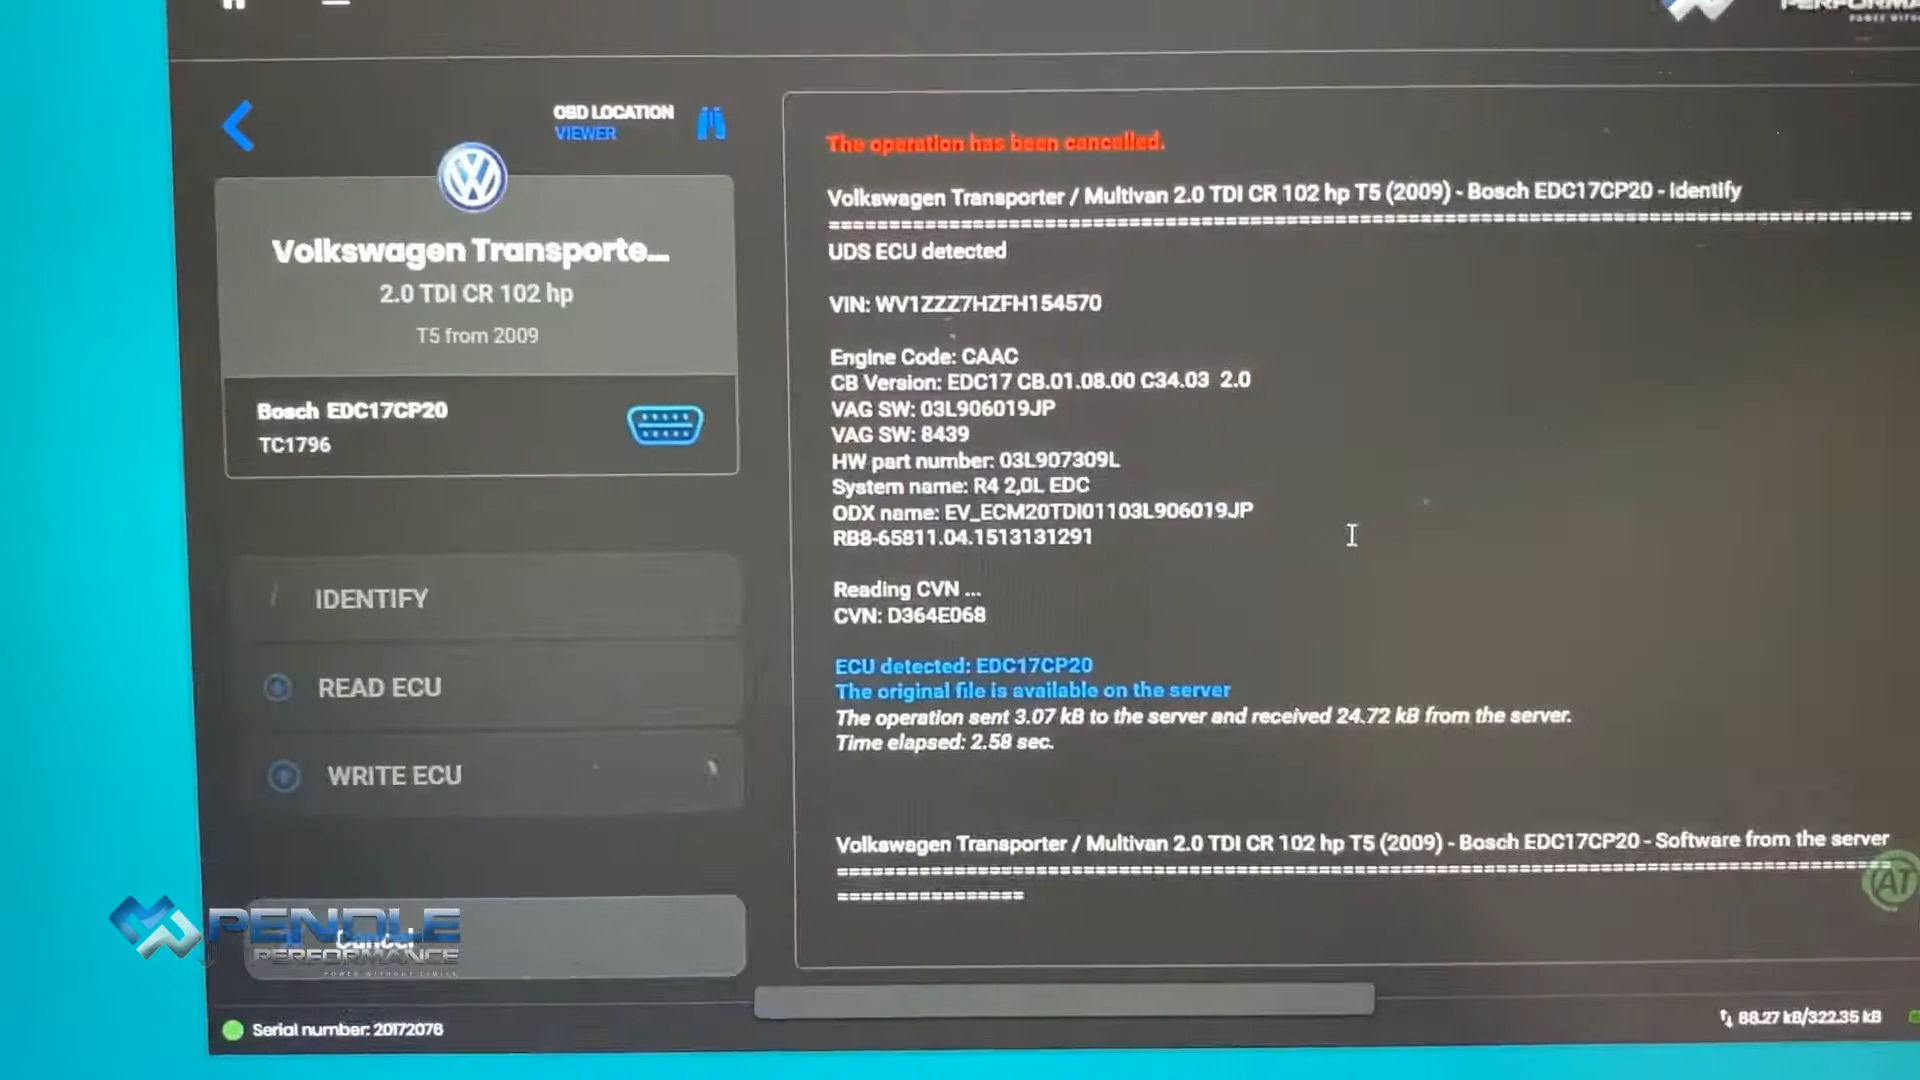 OBD LOCATION
VIEWER
Volkswagen Transporte...
2.0 TDI CR 102 hp
T5 from 2009
Bosch EDC17CP20
TC1796
IDENTIFY
READ ECU
WRITE ECU
Cancel
PENDLE
PERFORMANCE
POWER WITHOUT LIMITS
Serial number: 20172076
The operation has been cancelled.
Volkswagen Transporter / Multivan 2.0 TDI CR 102 hp T5 (2009) - Bosch EDC17CP20 - Identify
UDS ECU detected
VIN: WV1ZZZ7HZFH154570
Engine Code: CAAC
CB Version: EDC17 CB.01.08.00 C34.03 2.0
VAG SW: 03L906019JP
VAG SW: 8439
HW part number: 03L907309L
System name: R4 2,0L EDC
ODX name: EV_ECM20TDI01103L906019JP
RB8-65811.04.1513131291
Reading CVN ...
CVN: D364E068
ECU detected: EDC17CP20
The original file is available on the server
The operation sent 3.07 kB to the server and received 24.72 kB from the server.
Time elapsed: 2.58 sec.
Volkswagen Transporter / Multivan 2.0 TDI CR 102 hp T5 (2009) - Bosch EDC17CP20 - Software from the server
AT
88.27 kB/322.35 kB